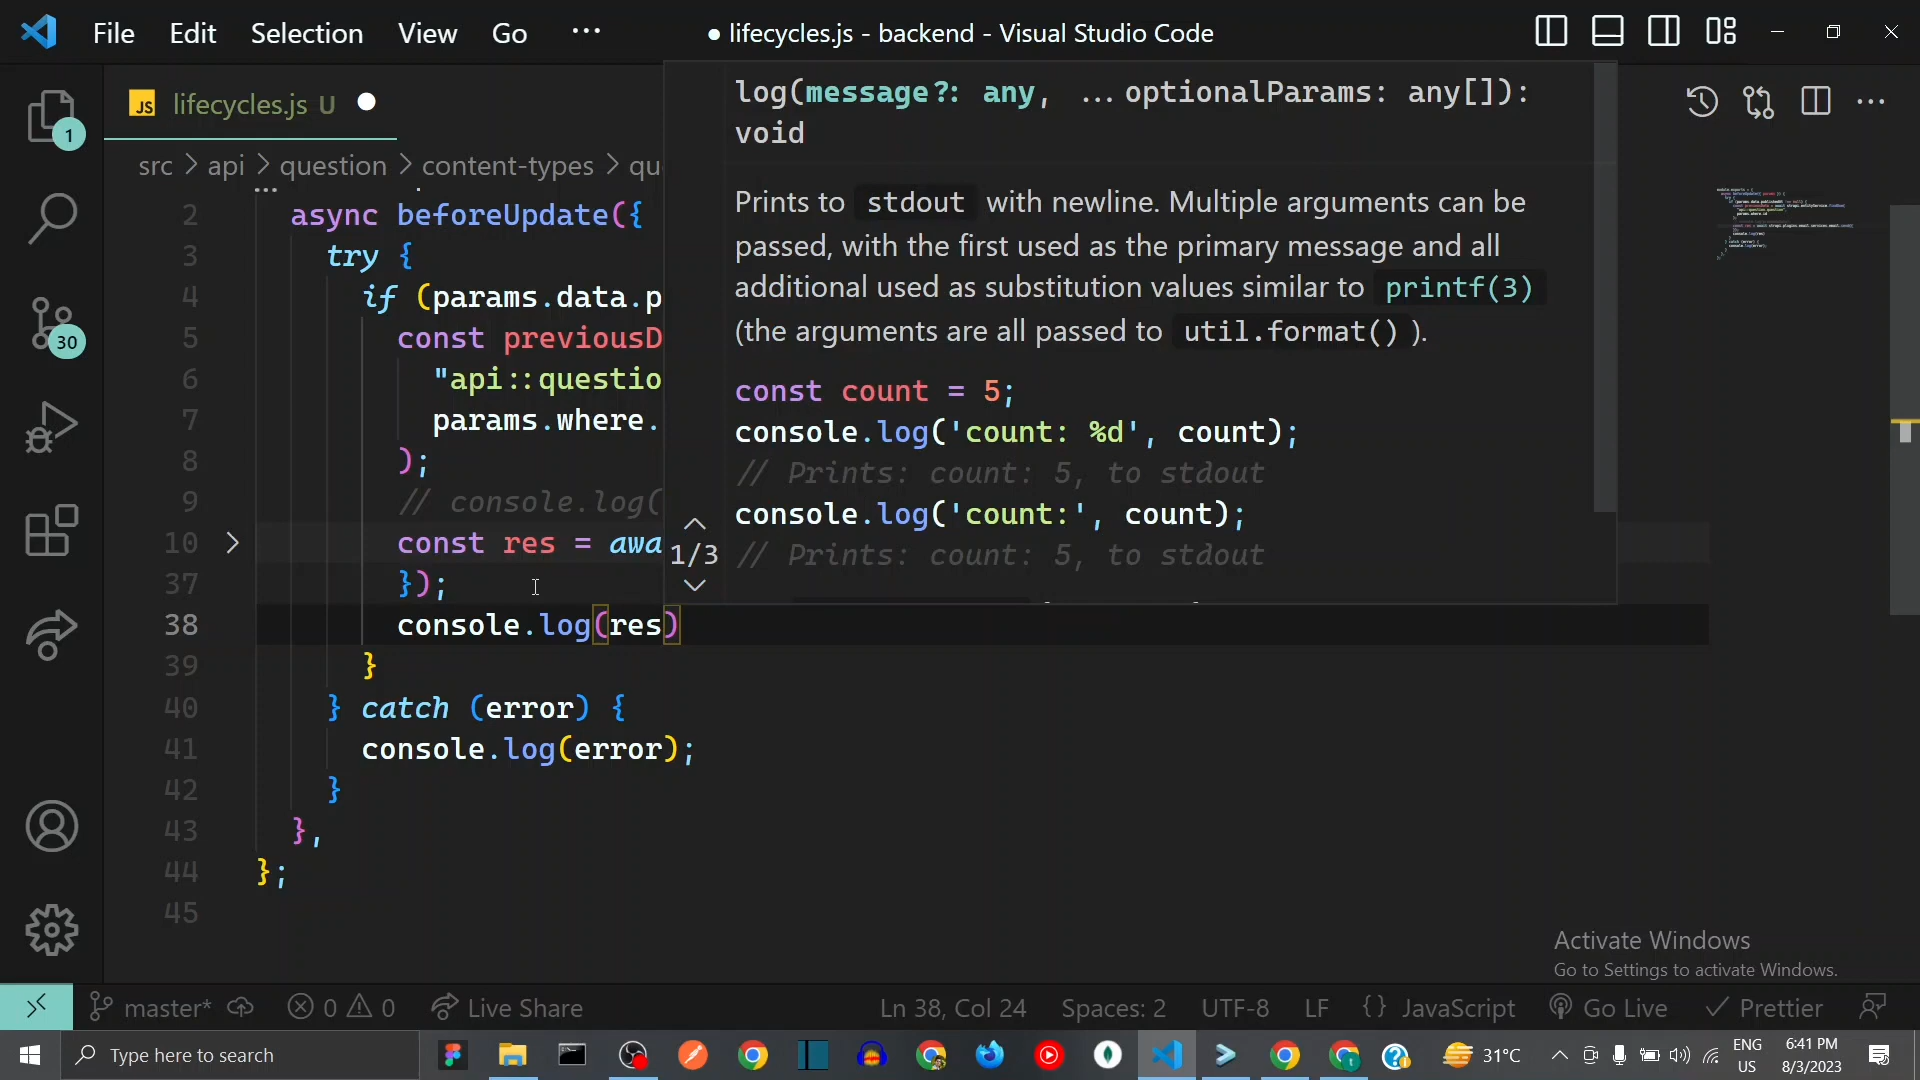 File Edit Selection View Go ···
● lifecycles.js - backend - Visual Studio Code
JS lifecycles.js U ●
src > api > question > content-types > qu
log(message?: any, ...optionalParams: any[]):
void
Prints to stdout with newline. Multiple arguments can be
passed, with the first used as the primary message and all
additional used as substitution values similar to printf(3)
(the arguments are all passed to util.format() ).
const count = 5;
console.log('count: %d', count);
// Prints: count: 5, to stdout
console.log('count:', count);
// Prints: count: 5, to stdout
1/3
2 async beforeUpdate({
3 try {
4 if (params.data.p
5 const previousD
6 "api::questio
7 params.where.
8 );
9 // console.log(
10 const res = awa
37 });
38 console.log(res)
39 }
40 } catch (error) {
41 console.log(error);
42 }
43 },
44 };
45
1
30
Activate Windows
Go to Settings to activate Windows.
master* 0 0 Live Share Ln 38, Col 24 Spaces: 2 UTF-8 LF {} JavaScript Go Live Prettier
Type here to search 31°C ENG US 6:41 PM 8/3/2023